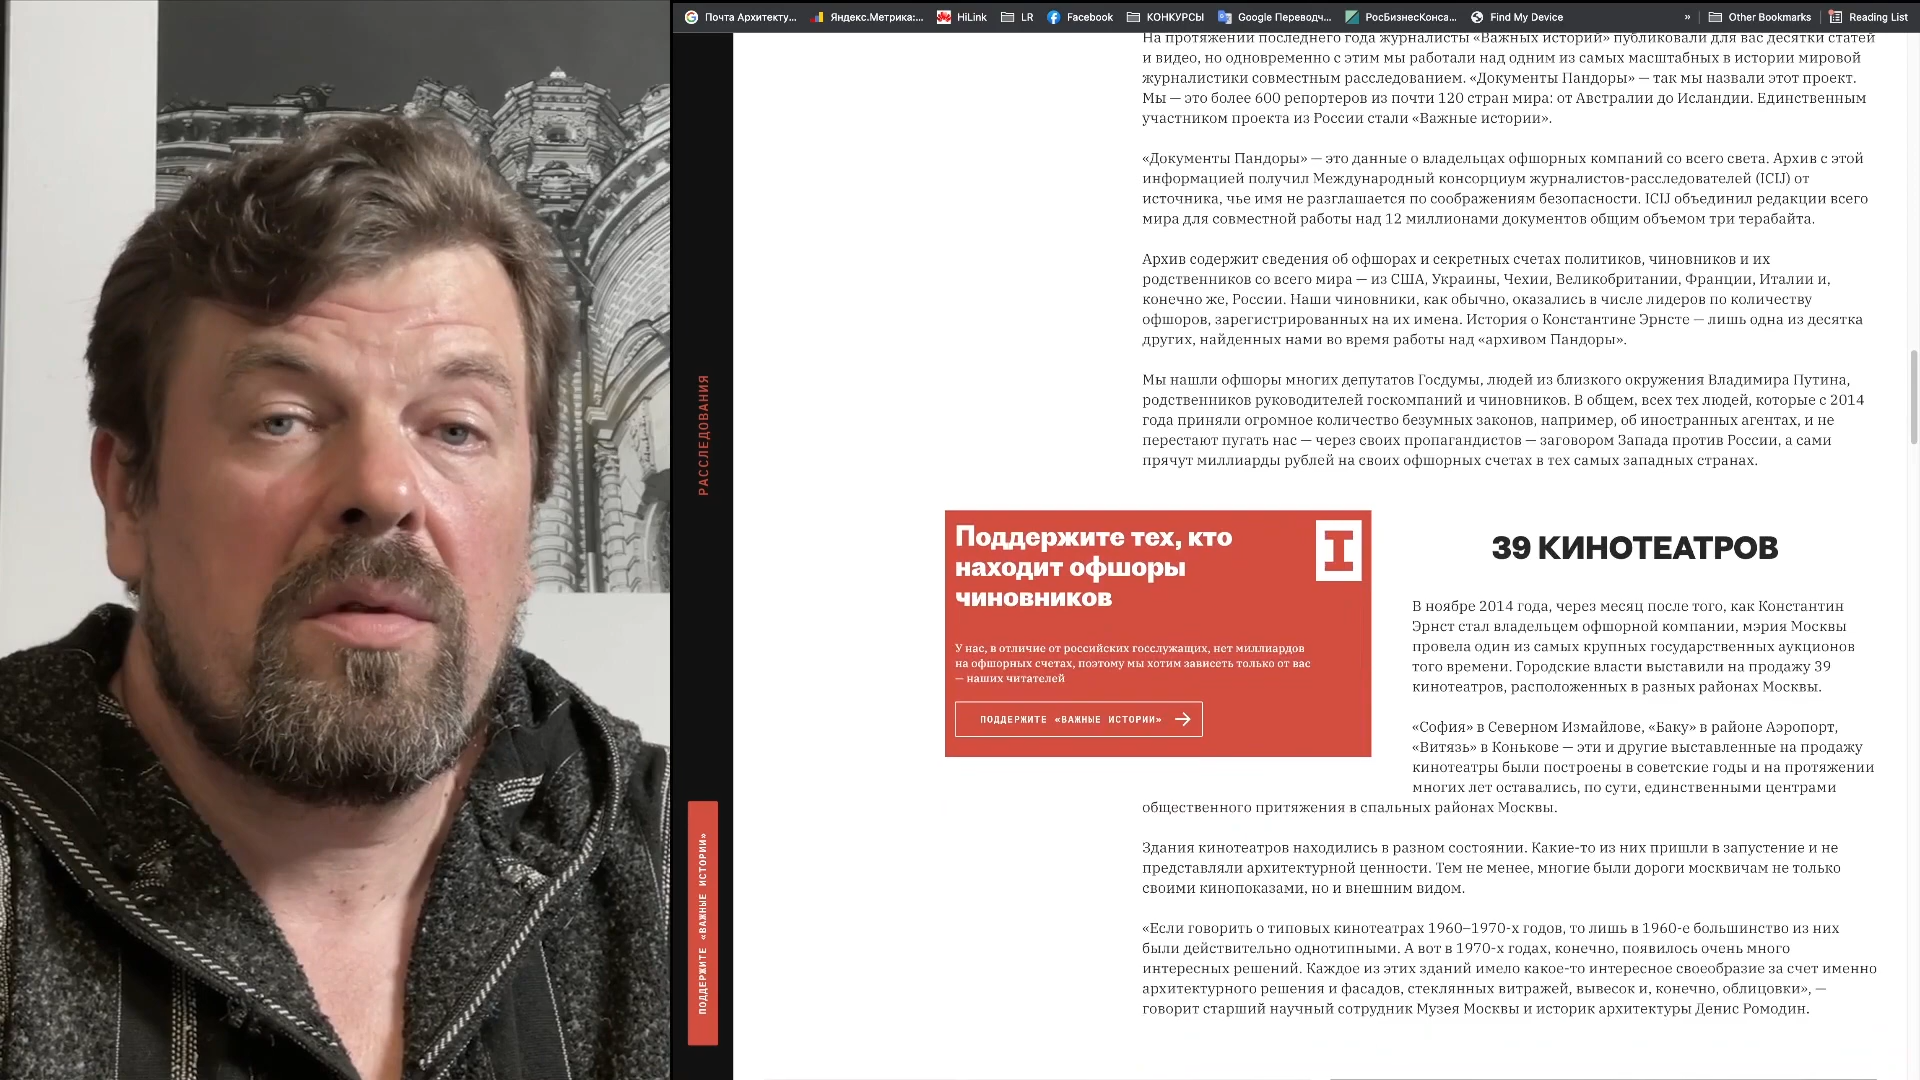 Почта Архитекту...
Яндекс.Метрика:...
HiLink
LR
Facebook
КОНКУРСЫ
Google Переводч...
РосБизнесКонса...
Find My Device
»
Other Bookmarks
Reading List
На протяжении последнего года журналисты «Важных историй» публиковали для вас десятки статей
и видео, но одновременно с этим мы работали над одним из самых масштабных в истории мировой
журналистики совместным расследованием. «Документы Пандоры» — так мы назвали этот проект.
Мы — это более 600 репортеров из почти 120 стран мира: от Австралии до Исландии. Единственным
участником проекта из России стали «Важные истории».
«Документы Пандоры» — это данные о владельцах офшорных компаний со всего света. Архив с этой
информацией получил Международный консорциум журналистов-расследователей (ICIJ) от
источника, чье имя не разглашается по соображениям безопасности. ICIJ объединил редакции всего
мира для совместной работы над 12 миллионами документов общим объемом три терабайта.
Архив содержит сведения об офшорах и секретных счетах политиков, чиновников и их
родственников со всего мира — из США, Украины, Чехии, Великобритании, Франции, Италии и,
конечно же, России. Наши чиновники, как обычно, оказались в числе лидеров по количеству
офшоров, зарегистрированных на их имена. История о Константине Эрнсте — лишь одна из десятка
других, найденных нами во время работы над «архивом Пандоры».
Мы нашли офшоры многих депутатов Госдумы, людей из близкого окружения Владимира Путина,
родственников руководителей госкомпаний и чиновников. В общем, всех тех людей, которые с 2014
года приняли огромное количество безумных законов, например, об иностранных агентах, и не
перестают пугать нас — через своих пропагандистов — заговором Запада против России, а сами
прячут миллиарды рублей на своих офшорных счетах в тех самых западных странах.
РАССЛЕДОВАНИЯ
ПОДДЕРЖИТЕ «ВАЖНЫЕ ИСТОРИИ»
Поддержите тех, кто
находит офшоры
чиновников
I
У нас, в отличие от российских госслужащих, нет миллиардов
на офшорных счетах, поэтому мы хотим зависеть только от вас
— наших читателей
ПОДДЕРЖИТЕ «ВАЖНЫЕ ИСТОРИИ» →
39 КИНОТЕАТРОВ
В ноябре 2014 года, через месяц после того, как Константин
Эрнст стал владельцем офшорной компании, мэрия Москвы
провела один из самых крупных государственных аукционов
того времени. Городские власти выставили на продажу 39
кинотеатров, расположенных в разных районах Москвы.
«София» в Северном Измайлове, «Баку» в районе Аэропорт,
«Витязь» в Конькове — эти и другие выставленные на продажу
кинотеатры были построены в советские годы и на протяжении
многих лет оставались, по сути, единственными центрами
общественного притяжения в спальных районах Москвы.
Здания кинотеатров находились в разном состоянии. Какие-то из них пришли в запустение и не
представляли архитектурной ценности. Тем не менее, многие были дороги москвичам не только
своими кинопоказами, но и внешним видом.
«Если говорить о типовых кинотеатрах 1960–1970-х годов, то лишь в 1960-е большинство из них
были действительно однотипными. А вот в 1970-х годах, конечно, появилось очень много
интересных решений. Каждое из этих зданий имело какое-то интересное своеобразие за счет именно
архитектурного решения и фасадов, стеклянных витражей, вывесок и, конечно, облицовки», —
говорит старший научный сотрудник Музея Москвы и историк архитектуры Денис Ромодин.